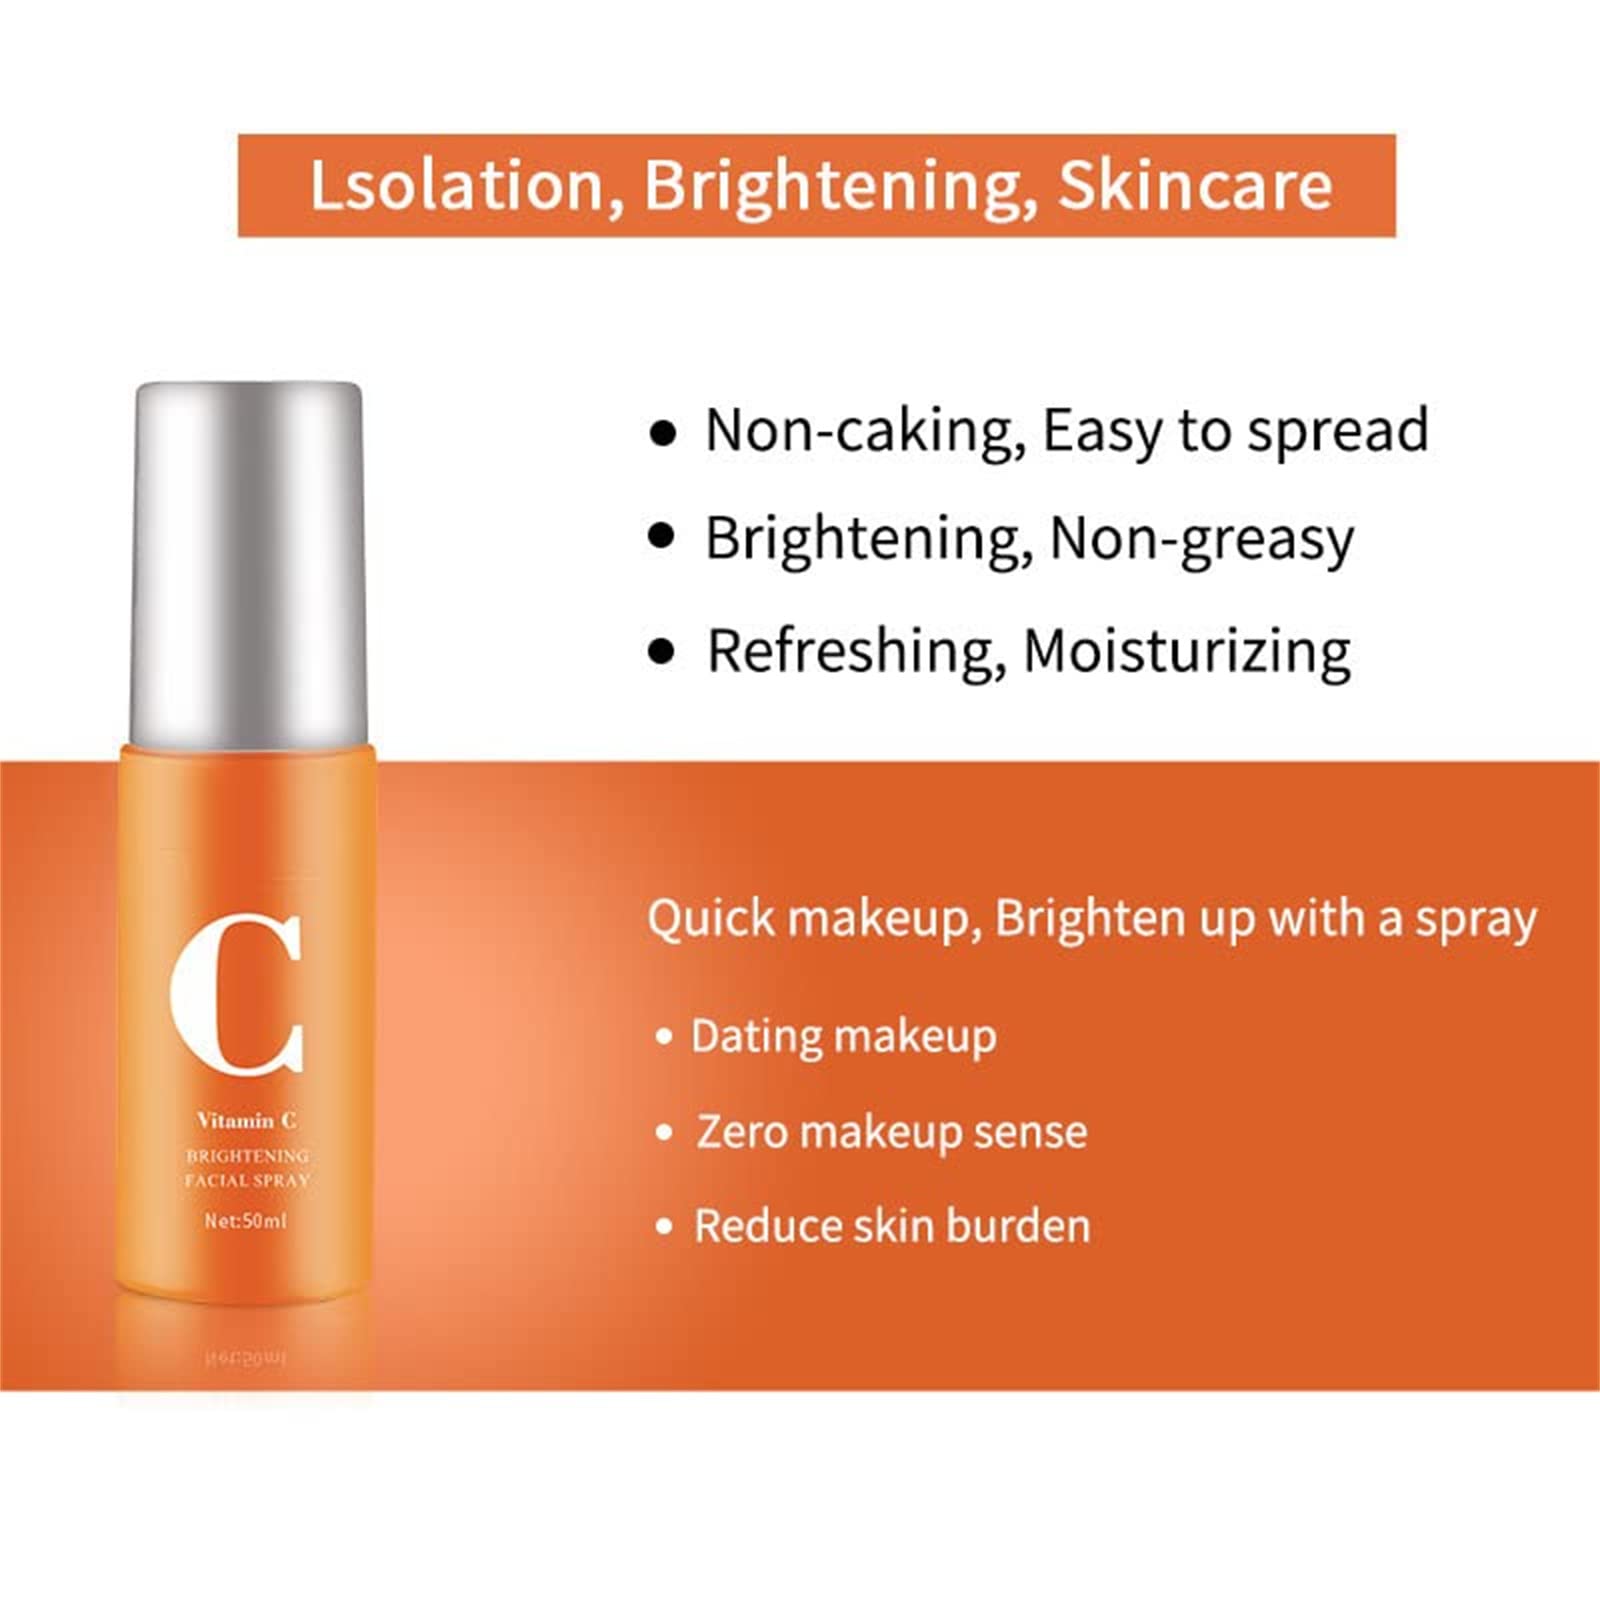 Lsolation, Brightening, Skincare
• Non-caking, Easy to spread
• Brightening, Non-greasy
• Refreshing, Moisturizing
C
Vitamin C
BRIGHTENING
FACIAL SPRAY
Net:50ml
Quick makeup, Brighten up with a spray
• Dating makeup
• Zero makeup sense
• Reduce skin burden